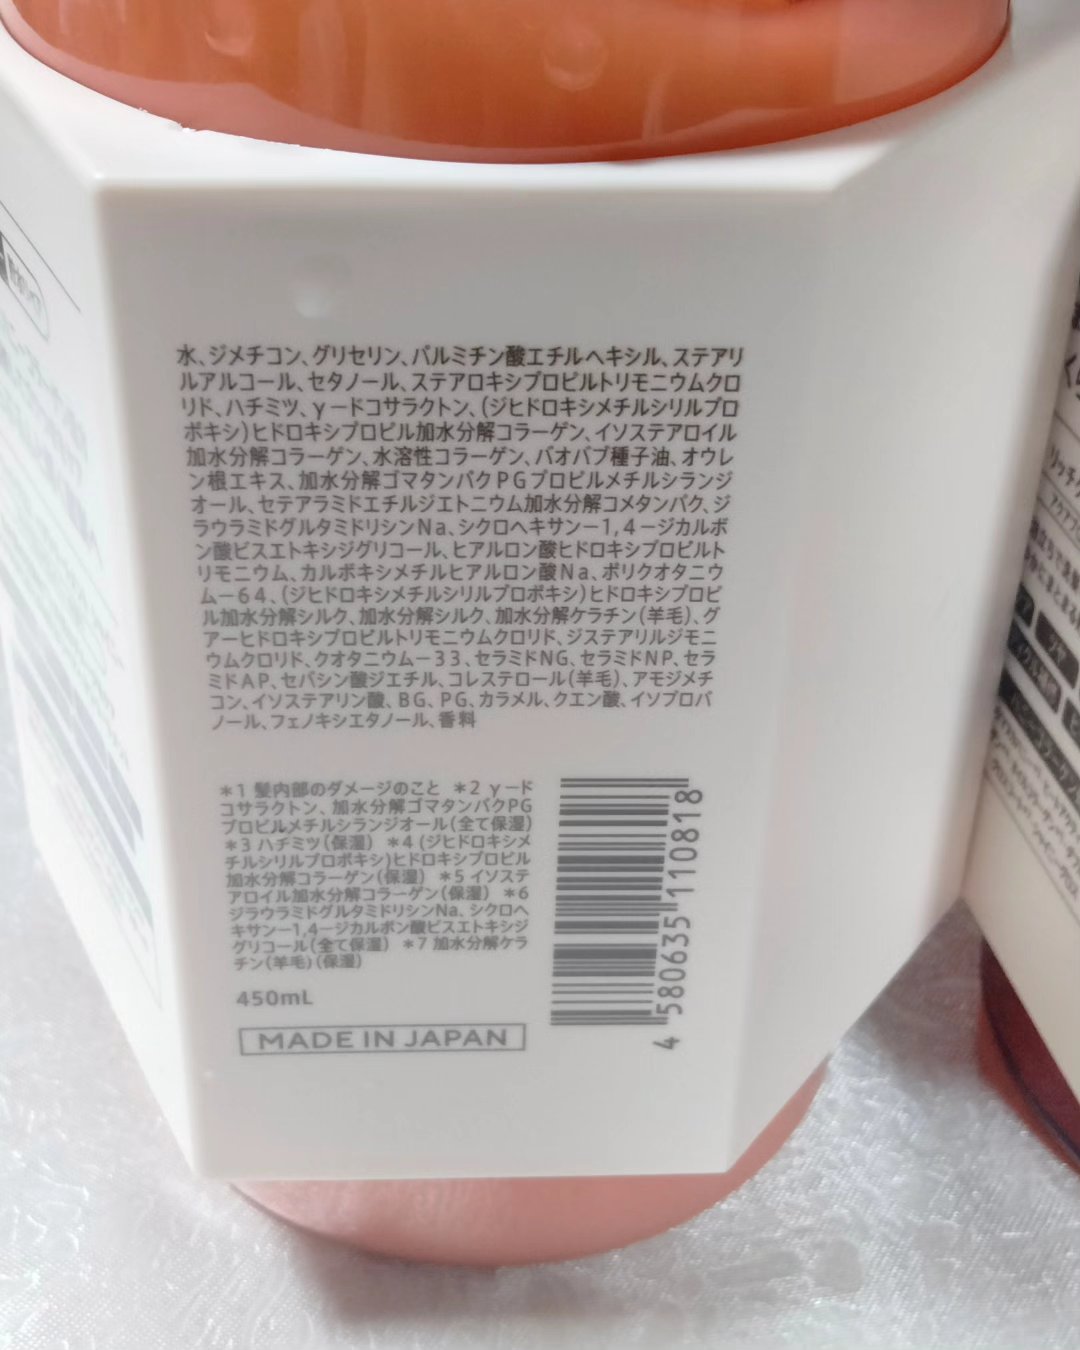 水、ジメチコン、グリセリン、パルミチン酸エチルヘキシル、ステアリ
ルアルコール、セタノール、ステアロキシプロピルトリモニウムクロ
リド、ハチミツ、γ－ドコサラクトン、(ジヒドロキシメチルシリルプロ
ポキシ)ヒドロキシプロピル加水分解コラーゲン、イソステアロイル
加水分解コラーゲン、水溶性コラーゲン、バオバブ種子油、オウレ
ン根エキス、加水分解ゴマタンパクPGプロピルメチルシランジ
オール、セテアラミドエチルジエトニウム加水分解コメタンパク、ジ
ラウラミドグルタミドリシンNa、シクロヘキサン－1,4－ジカルボ
ン酸ビスエトキシジグリコール、ヒアルロン酸ヒドロキシプロピルト
リモニウム、カルボキシメチルヒアルロン酸Na、ポリクオタニウ
ム－64、(ジヒドロキシメチルシリルプロポキシ)ヒドロキシプロピ
ル加水分解シルク、加水分解シルク、加水分解ケラチン(羊毛)、グ
アーヒドロキシプロピルトリモニウムクロリド、ジステアリルジモニ
ウムクロリド、クオタニウム－33、セラミドNG、セラミドNP、セラ
ミドAP、セバシン酸ジエチル、コレステロール(羊毛)、アモジメチ
コン、イソステアリン酸、BG、PG、カラメル、クエン酸、イソプロパ
ノール、フェノキシエタノール、香料
＊1 髪内部のダメージのこと ＊2 γ－ド
コサラクトン、加水分解ゴマタンパクPG
プロピルメチルシランジオール(全て保湿)
＊3 ハチミツ(保湿) ＊4 (ジヒドロキシメ
チルシリルプロポキシ)ヒドロキシプロピル
加水分解コラーゲン(保湿) ＊5 イソステ
アロイル加水分解コラーゲン(保湿) ＊6
ジラウラミドグルタミドリシンNa、シクロヘ
キサン－1,4－ジカルボン酸ビスエトキシジ
グリコール(全て保湿) ＊7 加水分解ケラ
チン(羊毛)(保湿)
450mL
MADE IN JAPAN
4 580635 110818